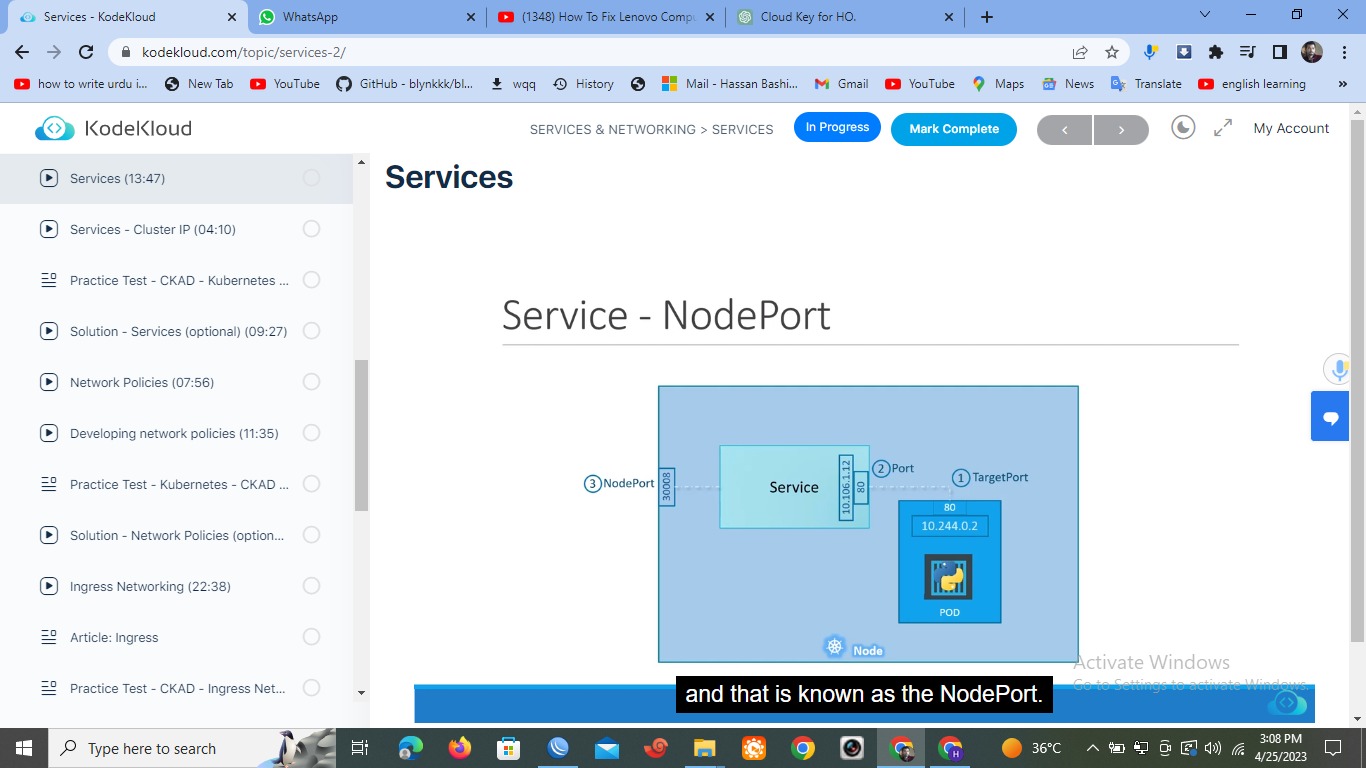 Services - KodeKloud
WhatsApp
(1348) How To Fix Lenovo Compu
Cloud Key for HO.
kodekloud.com/topic/services-2/
how to write urdu i...
New Tab
YouTube
GitHub - blynkkk/bl...
wqq
History
Mail - Hassan Bashi...
Gmail
YouTube
Maps
News
Translate
english learning
»
KodeKloud
SERVICES & NETWORKING > SERVICES
In Progress
Mark Complete
<
>
My Account
Services (13:47)
Services - Cluster IP (04:10)
Practice Test - CKAD - Kubernetes ...
Solution - Services (optional) (09:27)
Network Policies (07:56)
Developing network policies (11:35)
Practice Test - Kubernetes - CKAD ...
Solution - Network Policies (option...
Ingress Networking (22:38)
Article: Ingress
Practice Test - CKAD - Ingress Net...
Services
Service - NodePort
3 NodePort
30008
Service
10.106.1.12
80
2 Port
1 TargetPort
80
10.244.0.2
POD
Node
and that is known as the NodePort.
Activate Windows
Go to Settings to activate Windows.
Type here to search
36°C
3:08 PM
4/25/2023